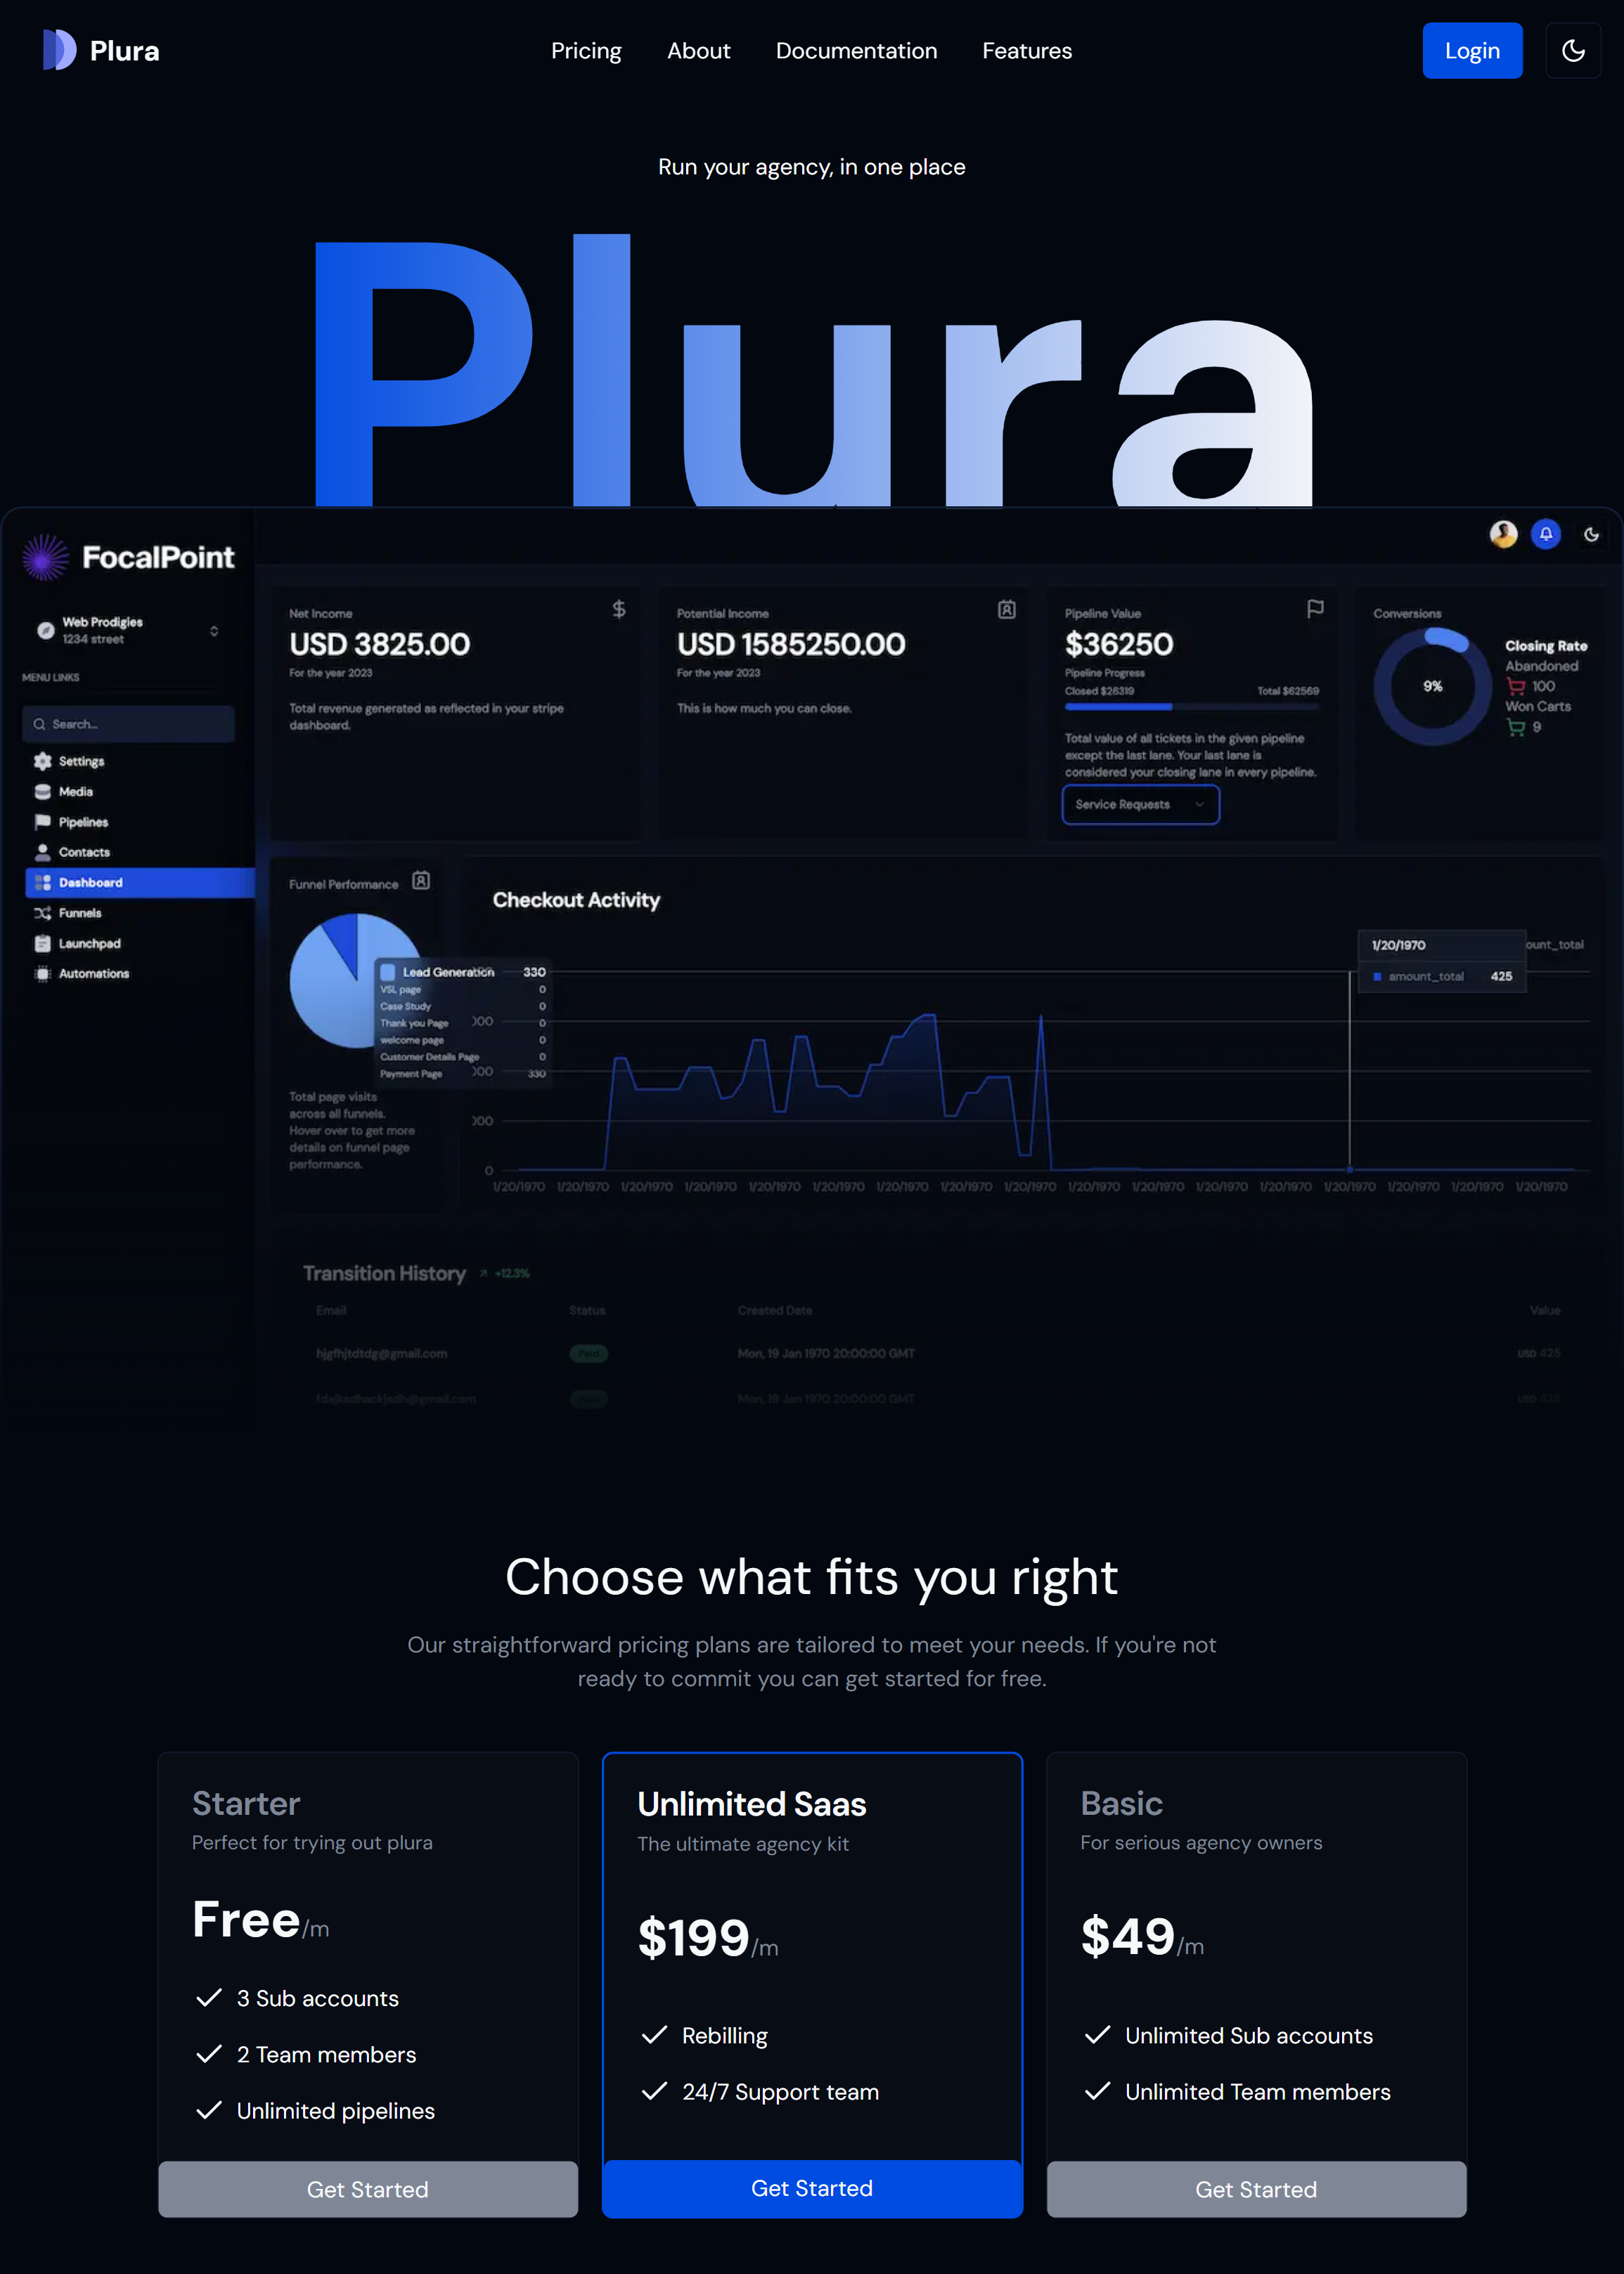 Plura
Pricing
About
Documentation
Features
Login
Run your agency, in one place
Plura
FocalPoint
Web Prodigies
1234 street
MENU LINKS
Search...
Settings
Media
Pipelines
Contacts
Dashboard
Funnels
Launchpad
Automations
Net Income
USD 3825.00
For the year 2023
Total revenue generated as reflected in your stripe
dashboard.
Potential Income
USD 1585250.00
For the year 2023
This is how much you can close.
Pipeline Value
$36250
Pipeline Progress
Closed $26319
Total $62569
Total value of all tickets in the given pipeline
except the last lane. Your last lane is
considered your closing lane in every pipeline.
Service Requests
Conversions
9%
Closing Rate
Abandoned
100
Won Carts
9
Funnel Performance
Lead Generation 330
VSL page 0
Case Study 0
Thank you Page 0
welcome page 0
Customer Details Page 0
Payment Page 330
Total page visits
across all funnels.
Hover over to get more
details on funnel page
performance.
Checkout Activity
1/20/1970
amount_total 425
ount_total
000
000
000
0
1/20/1970 1/20/1970 1/20/1970 1/20/1970 1/20/1970 1/20/1970 1/20/1970 1/20/1970 1/20/1970 1/20/1970 1/20/1970 1/20/1970 1/20/1970 1/20/1970 1/20/1970 1/20/1970 1/20/1970
Transition History +12.3%
Email Status Created Date Value
hjgfhjtdtdg@gmail.com Paid Mon, 19 Jan 1970 20:00:00 GMT USD 425
Paid Mon, 19 Jan 1970 20:00:00 GMT USD 425
Choose what fits you right
Our straightforward pricing plans are tailored to meet your needs. If you're not
ready to commit you can get started for free.
Starter
Perfect for trying out plura
Free/m
3 Sub accounts
2 Team members
Unlimited pipelines
Get Started
Unlimited Saas
The ultimate agency kit
$199/m
Rebilling
24/7 Support team
Get Started
Basic
For serious agency owners
$49/m
Unlimited Sub accounts
Unlimited Team members
Get Started